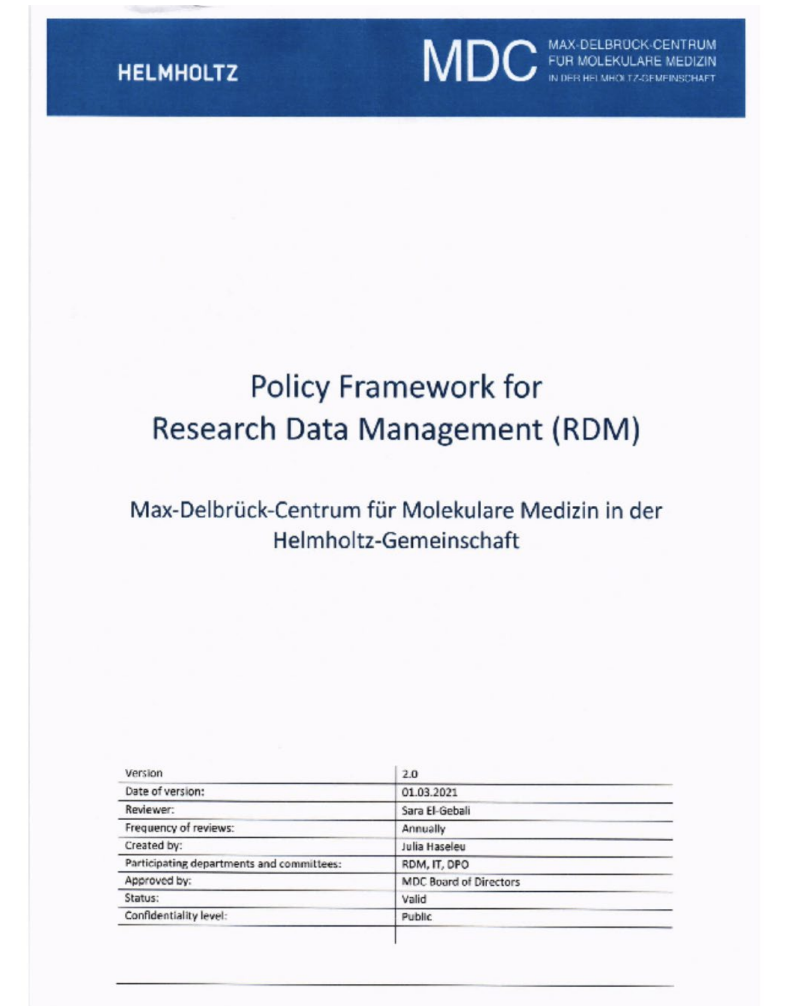 HELMHOLTZ
MDC
MAX-DELBRÜCK-CENTRUM
FÜR MOLEKULARE MEDIZIN
IN DER HELMHOLTZ-GEMEINSCHAFT
Policy Framework for
Research Data Management (RDM)
Max-Delbrück-Centrum für Molekulare Medizin in der
Helmholtz-Gemeinschaft
Version 2.0
Date of version: 01.03.2021
Reviewer: Sara El-Gebali
Frequency of reviews: Annually
Created by: Julia Haseleu
Participating departments and committees: RDM, IT, DPO
Approved by: MDC Board of Directors
Status: Valid
Confidentiality level: Public